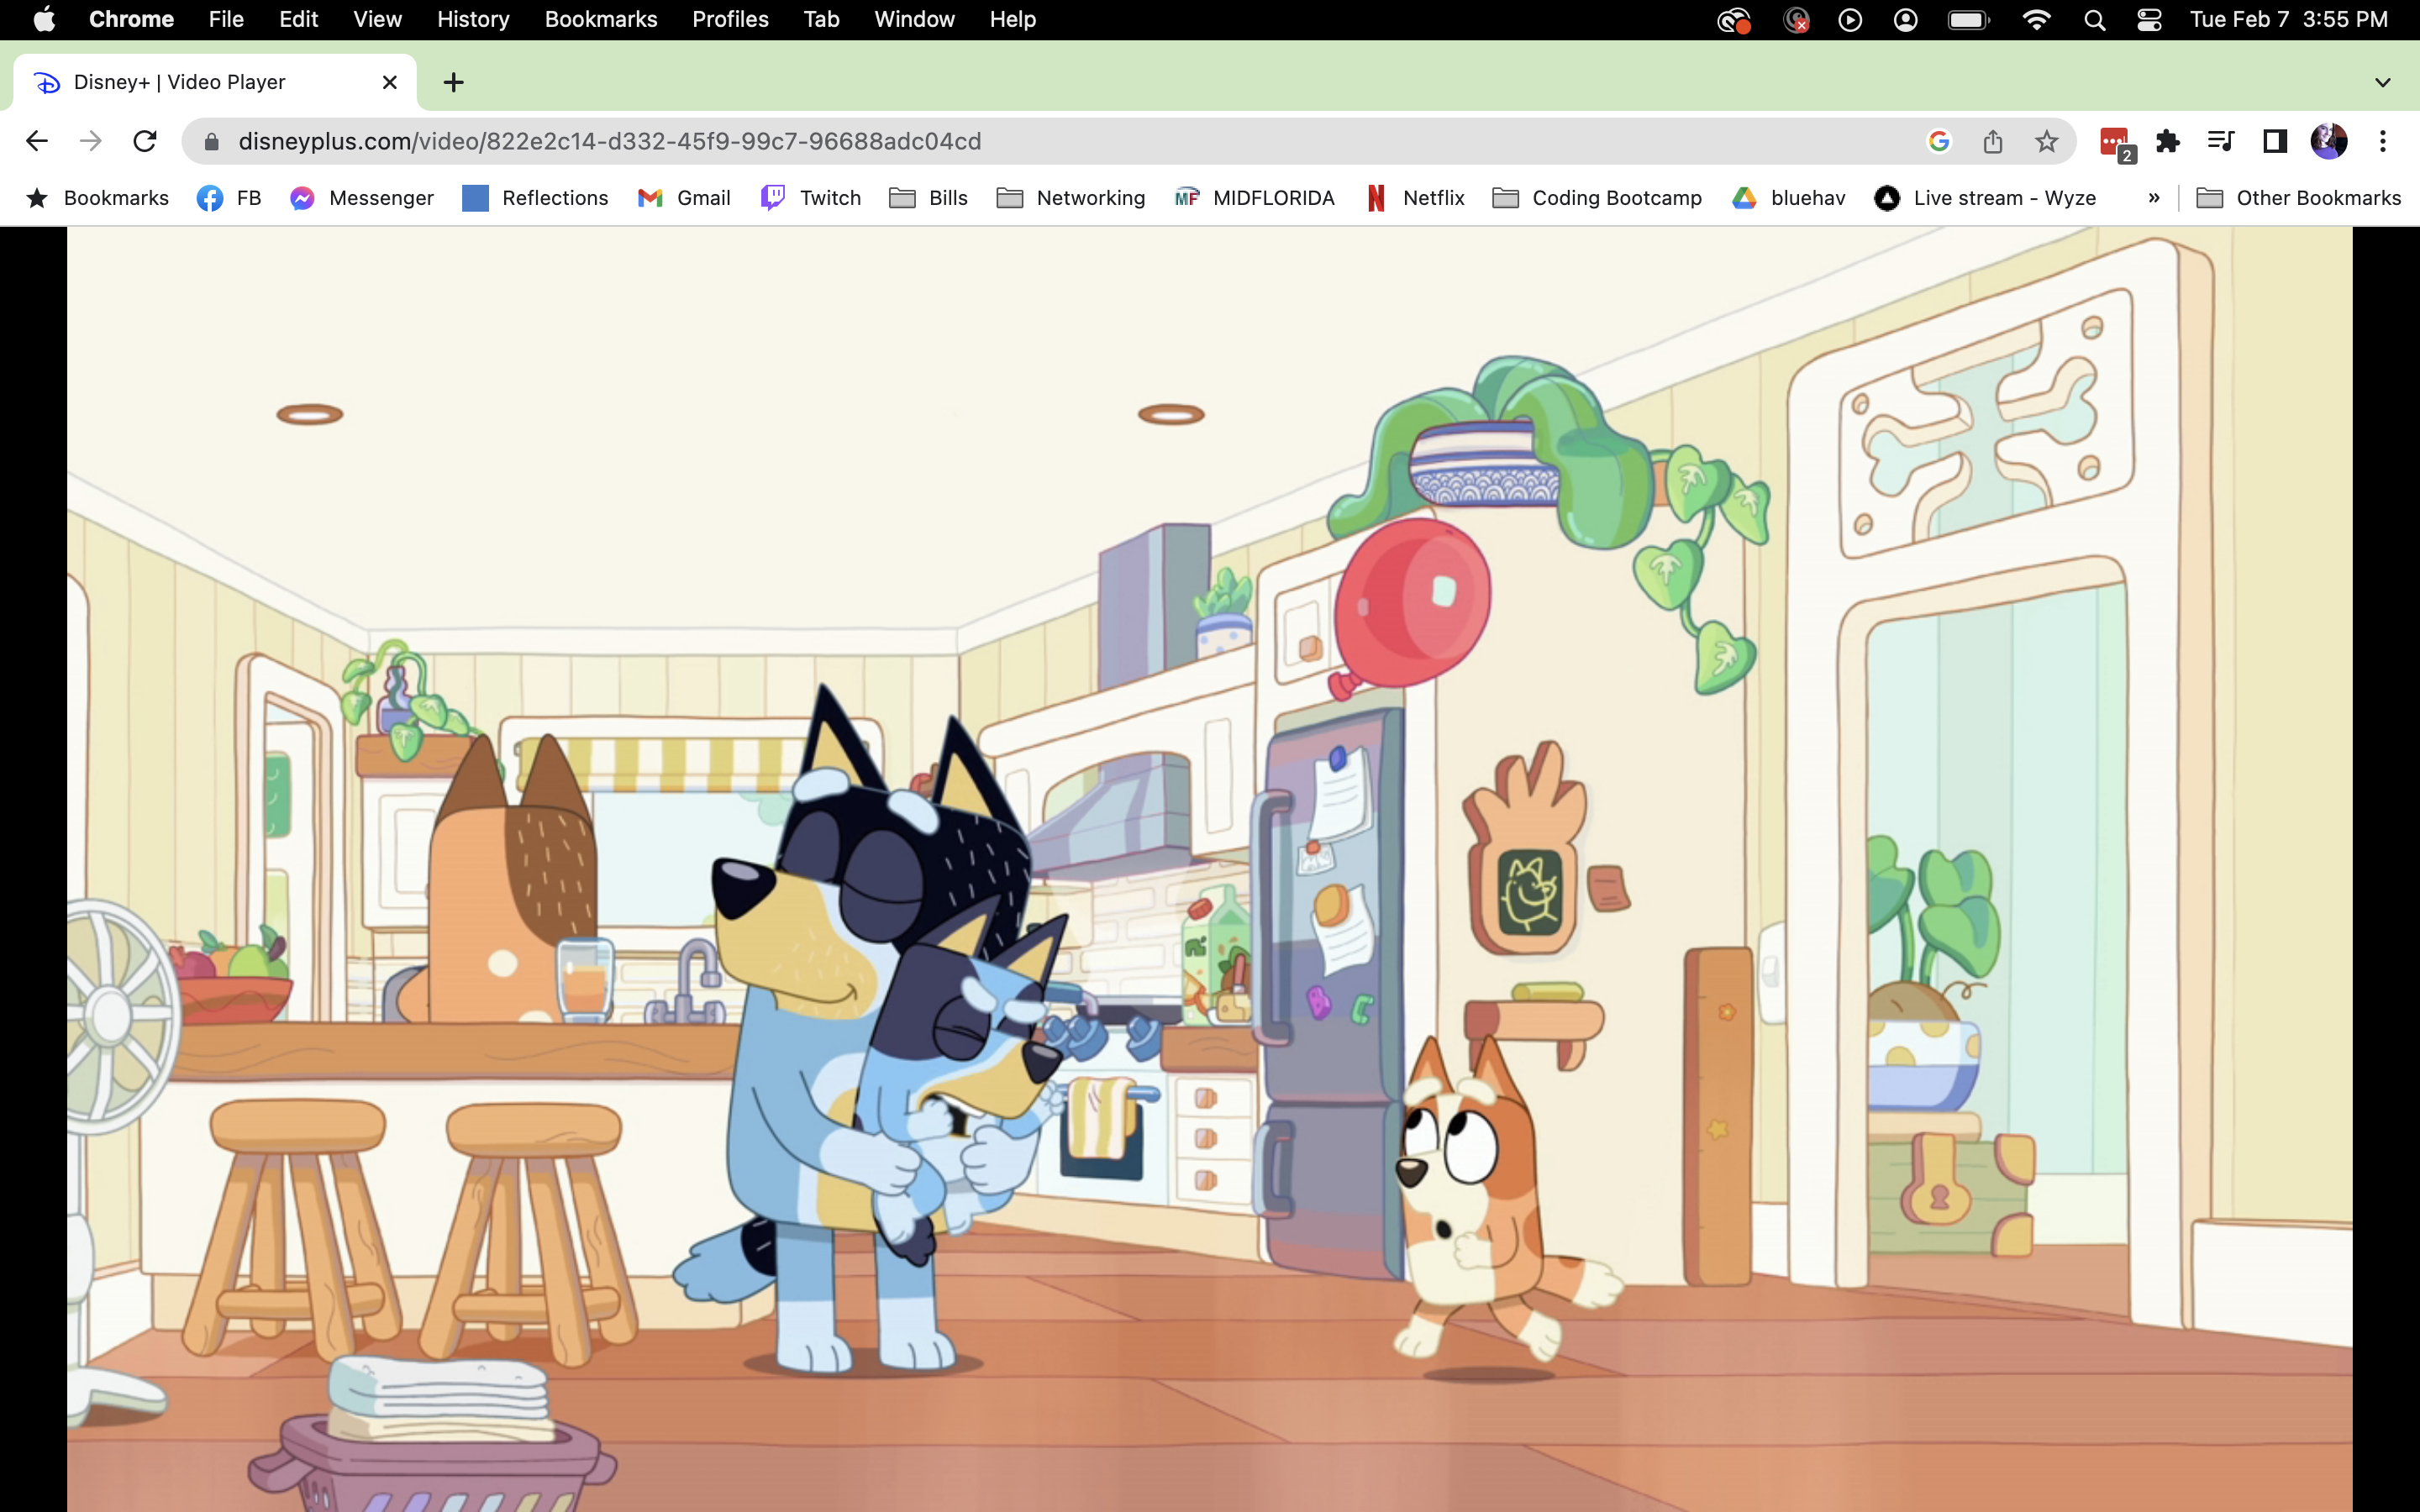 Chrome File Edit View History Bookmarks Profiles Tab Window Help Tue Feb 7 3:55 PM
Disney+ | Video Player
disneyplus.com/video/822e2c14-d332-45f9-99c7-96688adc04cd
2
Bookmarks FB Messenger Reflections Gmail Twitch Bills Networking MF MIDFLORIDA Netflix Coding Bootcamp bluehav Live stream - Wyze » Other Bookmarks